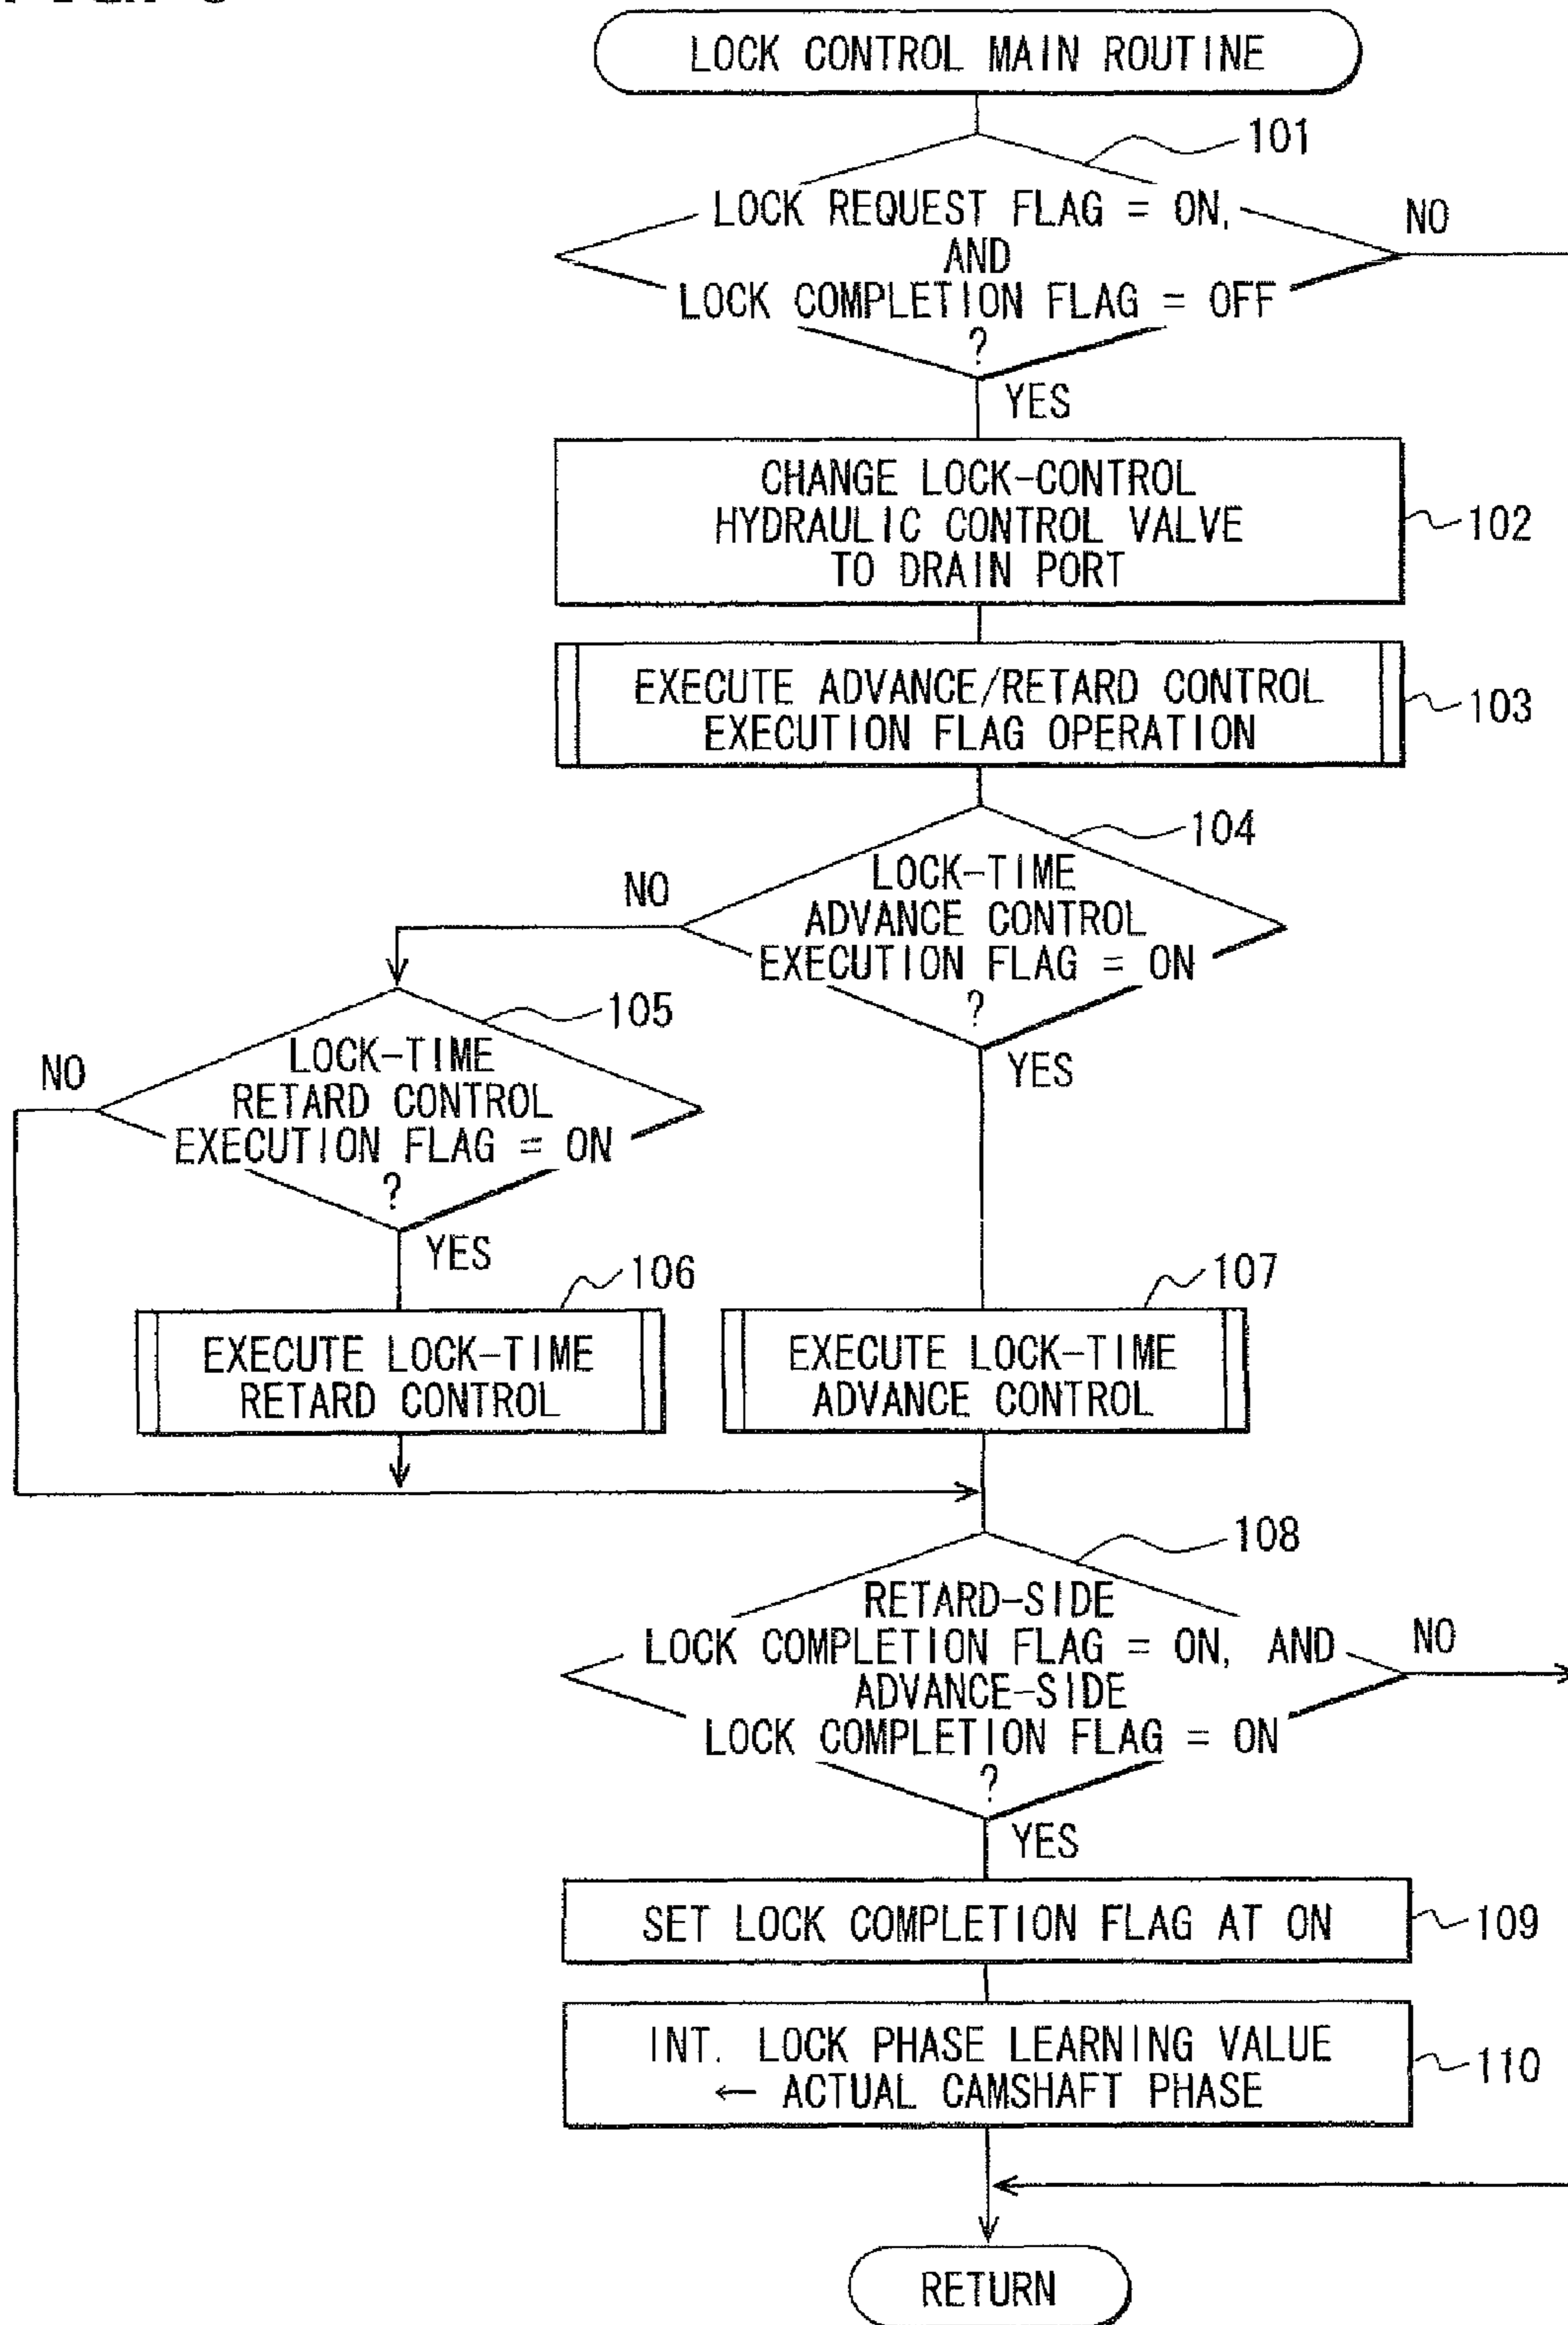 LOCK CONTROL MAIN ROUTINE
101
LOCK REQUEST FLAG = ON,
AND
LOCK COMPLETION FLAG = OFF
?
NO
YES
CHANGE LOCK-CONTROL
HYDRAULIC CONTROL VALVE
TO DRAIN PORT
102
EXECUTE ADVANCE/RETARD CONTROL
EXECUTION FLAG OPERATION
103
104
LOCK-TIME
ADVANCE CONTROL
EXECUTION FLAG = ON
?
NO
YES
105
LOCK-TIME
RETARD CONTROL
EXECUTION FLAG = ON
?
NO
YES
106
EXECUTE LOCK-TIME
RETARD CONTROL
107
EXECUTE LOCK-TIME
ADVANCE CONTROL
108
RETARD-SIDE
LOCK COMPLETION FLAG = ON, AND
ADVANCE-SIDE
LOCK COMPLETION FLAG = ON
?
NO
YES
SET LOCK COMPLETION FLAG AT ON
109
INT. LOCK PHASE LEARNING VALUE
← ACTUAL CAMSHAFT PHASE
110
RETURN